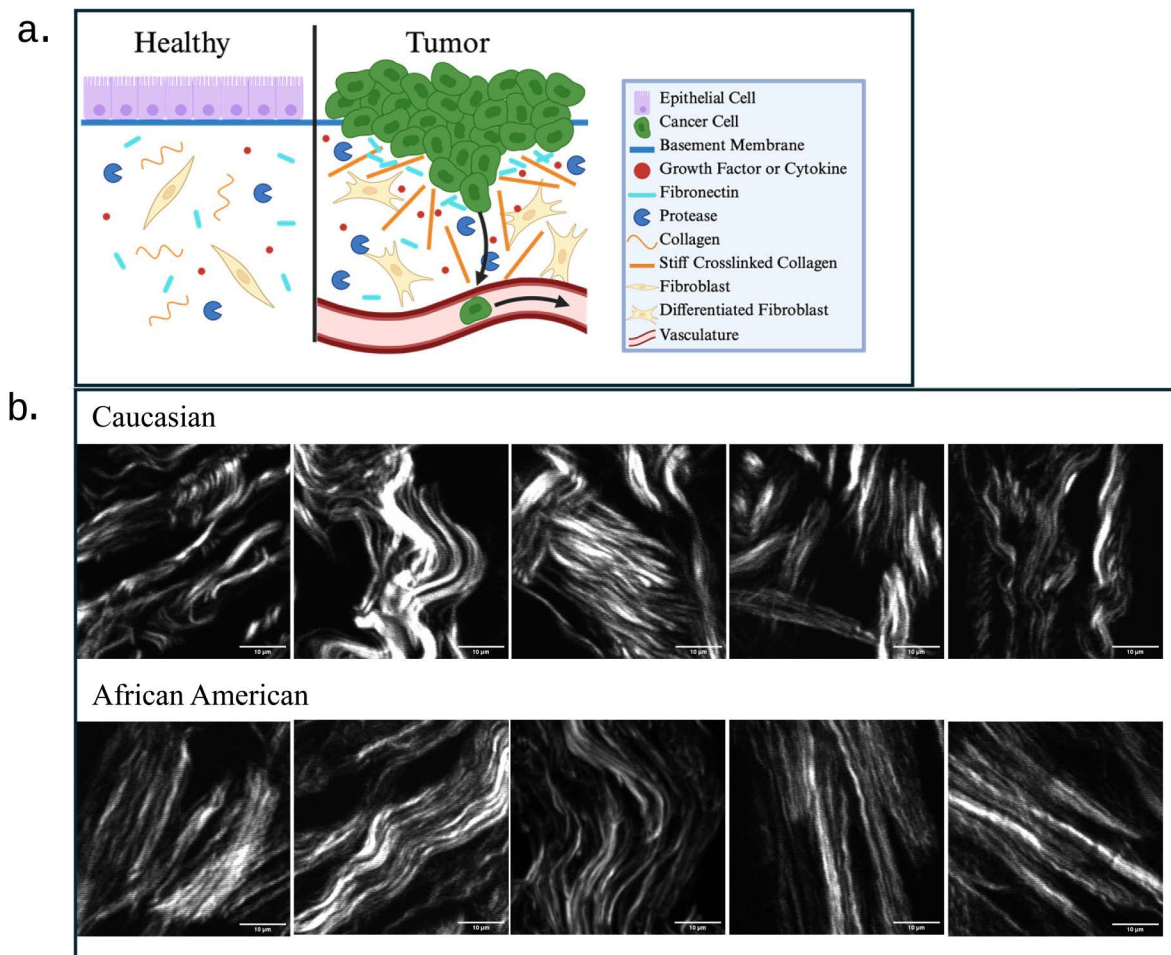 a.
Healthy
Tumor
Epithelial Cell
Cancer Cell
Basement Membrane
Growth Factor or Cytokine
Fibronectin
Protease
Collagen
Stiff Crosslinked Collagen
Fibroblast
Differentiated Fibroblast
Vasculature
b.
Caucasian
10 µm
10 µm
10 µm
10 µm
10 µm
African American
10 µm
10 µm
10 µm
10 µm
10 µm